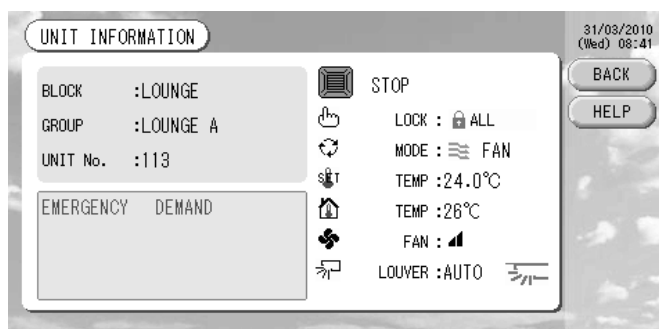 UNIT INFORMATION
31/03/2010
(Wed) 08:41
BACK
HELP
BLOCK :LOUNGE
GROUP :LOUNGE A
UNIT No. :113
EMERGENCY DEMAND
STOP
LOCK : ALL
MODE : FAN
SET TEMP :24.0℃
TEMP :26℃
FAN :
LOUVER :AUTO